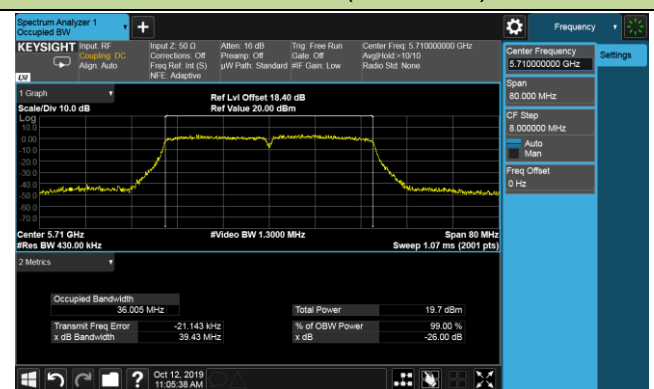 Spectrum Analyzer 1
Occupied BW
Frequency
KEYSIGHT
Input: RF
Coupling: DC
Align: Auto
Input Z: 50 Ω
Corrections: Off
Freq Ref: Int (S)
NFE: Adaptive
Atten: 16 dB
Preamp: Off
µW Path: Standard
Trig: Free Run
Gate: Off
#IF Gain: Low
Center Freq: 5.710000000 GHz
Avg|Hold:>10/10
Radio Std: None
LXI
1 Graph
Scale/Div 10.0 dB
Ref Lvl Offset 18.40 dB
Ref Value 20.00 dBm
Log
10.0
0.00
-10.0
-20.0
-30.0
-40.0
-50.0
-60.0
-70.0
Center 5.71 GHz
#Res BW 430.00 kHz
#Video BW 1.3000 MHz
Span 80 MHz
Sweep 1.07 ms (2001 pts)
2 Metrics
Occupied Bandwidth
36.005 MHz
Total Power 19.7 dBm
Transmit Freq Error -21.143 kHz
% of OBW Power 99.00 %
x dB Bandwidth 39.43 MHz
x dB -26.00 dB
Oct 12, 2019
11:05:38 AM
Center Frequency
5.710000000 GHz
Settings
Span
80.000 MHz
CF Step
8.000000 MHz
Auto
Man
Freq Offset
0 Hz